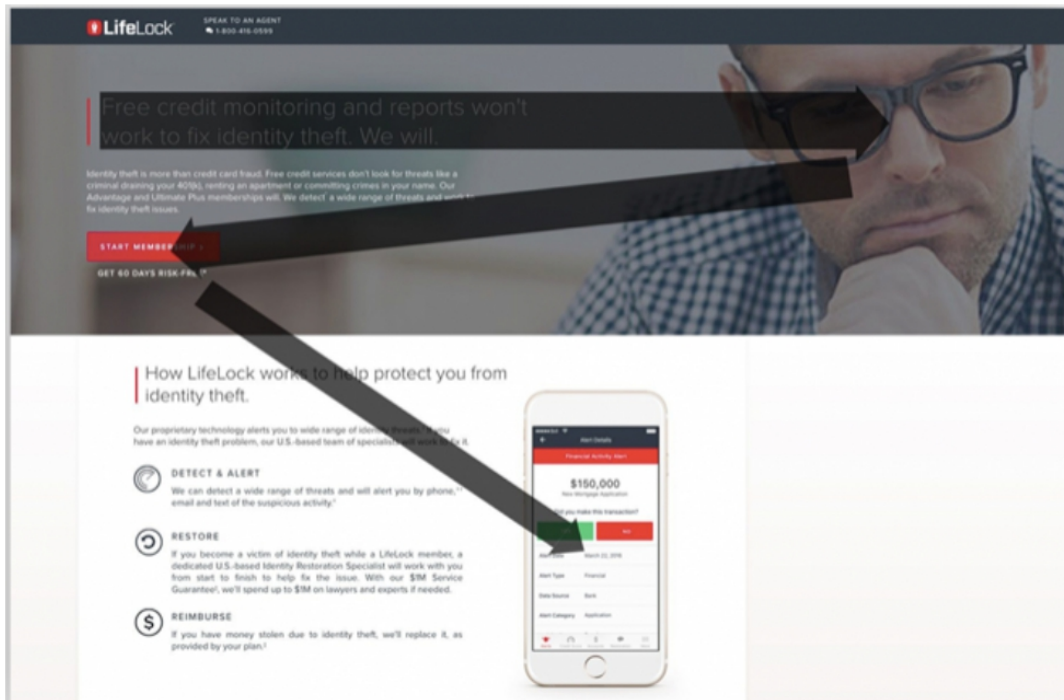 LifeLock
SPEAK TO AN AGENT
1-800-416-0599
Free credit monitoring and reports won't
work to fix identity theft. We will.
Identity theft is more than credit card fraud. Free credit services don't look for threats like a
criminal draining your 401(k), renting an apartment or committing crimes in your name. Our
Advantage and Ultimate Plus memberships will. We detect† a wide range of threats and work to
fix identity theft issues.
START MEMBERSHIP
GET 60 DAYS RISK-FREE
How LifeLock works to help protect you from
identity theft.
Our proprietary technology alerts you to wide range of identity threats.† If you
have an identity theft problem, our U.S.-based team of specialists will work to fix it.
DETECT & ALERT
We can detect a wide range of threats and will alert you by phone,
email and text of the suspicious activity.†
RESTORE
If you become a victim of identity theft while a LifeLock member, a
dedicated U.S.-based Identity Restoration Specialist will work with you
from start to finish to help fix the issue. With our $1M Service
Guarantee‡, we'll spend up to $1M on lawyers and experts if needed.
REIMBURSE
If you have money stolen due to identity theft, we'll replace it, as
provided by your plan.‡
Alert Details
Financial Activity Alert
$150,000
New Mortgage Application
Did you make this transaction?
Alert Date March 22, 2016
Alert Type Financial
Data Source Bank
Alert Category Application